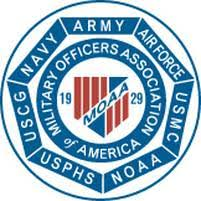 ARMY
AIR FORCE
USMC
NOAA
USPHS
USCG
NAVY
MILITARY OFFICERS ASSOCIATION
of AMERICA
19 29
MOAA